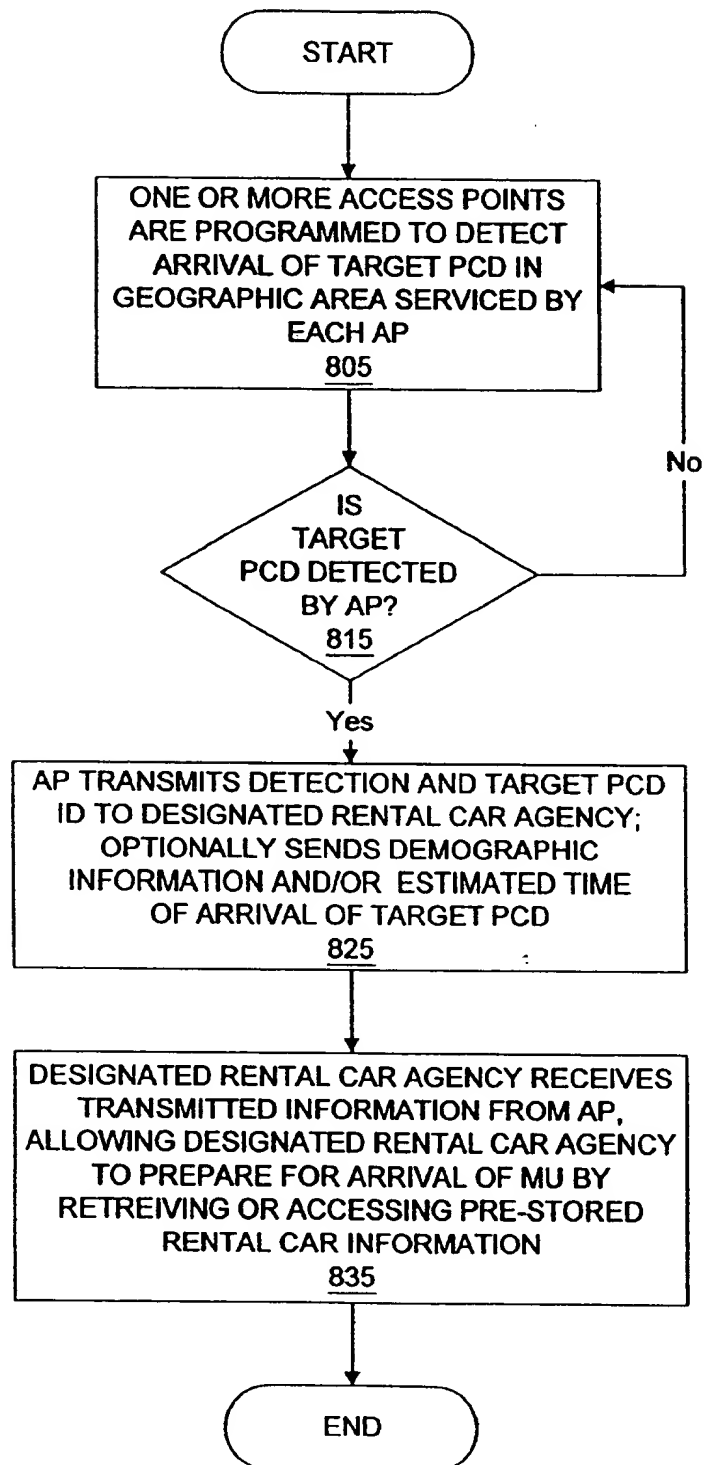 START
ONE OR MORE ACCESS POINTS
ARE PROGRAMMED TO DETECT
ARRIVAL OF TARGET PCD IN
GEOGRAPHIC AREA SERVICED BY
EACH AP
805
No
IS
TARGET
PCD DETECTED
BY AP?
815
Yes
AP TRANSMITS DETECTION AND TARGET PCD
ID TO DESIGNATED RENTAL CAR AGENCY;
OPTIONALLY SENDS DEMOGRAPHIC
INFORMATION AND/OR ESTIMATED TIME
OF ARRIVAL OF TARGET PCD
825
DESIGNATED RENTAL CAR AGENCY RECEIVES
TRANSMITTED INFORMATION FROM AP,
ALLOWING DESIGNATED RENTAL CAR AGENCY
TO PREPARE FOR ARRIVAL OF MU BY
RETREIVING OR ACCESSING PRE-STORED
RENTAL CAR INFORMATION
835
END